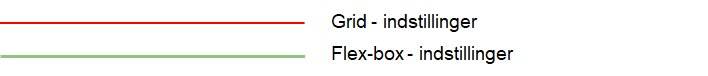 Grid - indstillinger
Flex-box - indstillinger